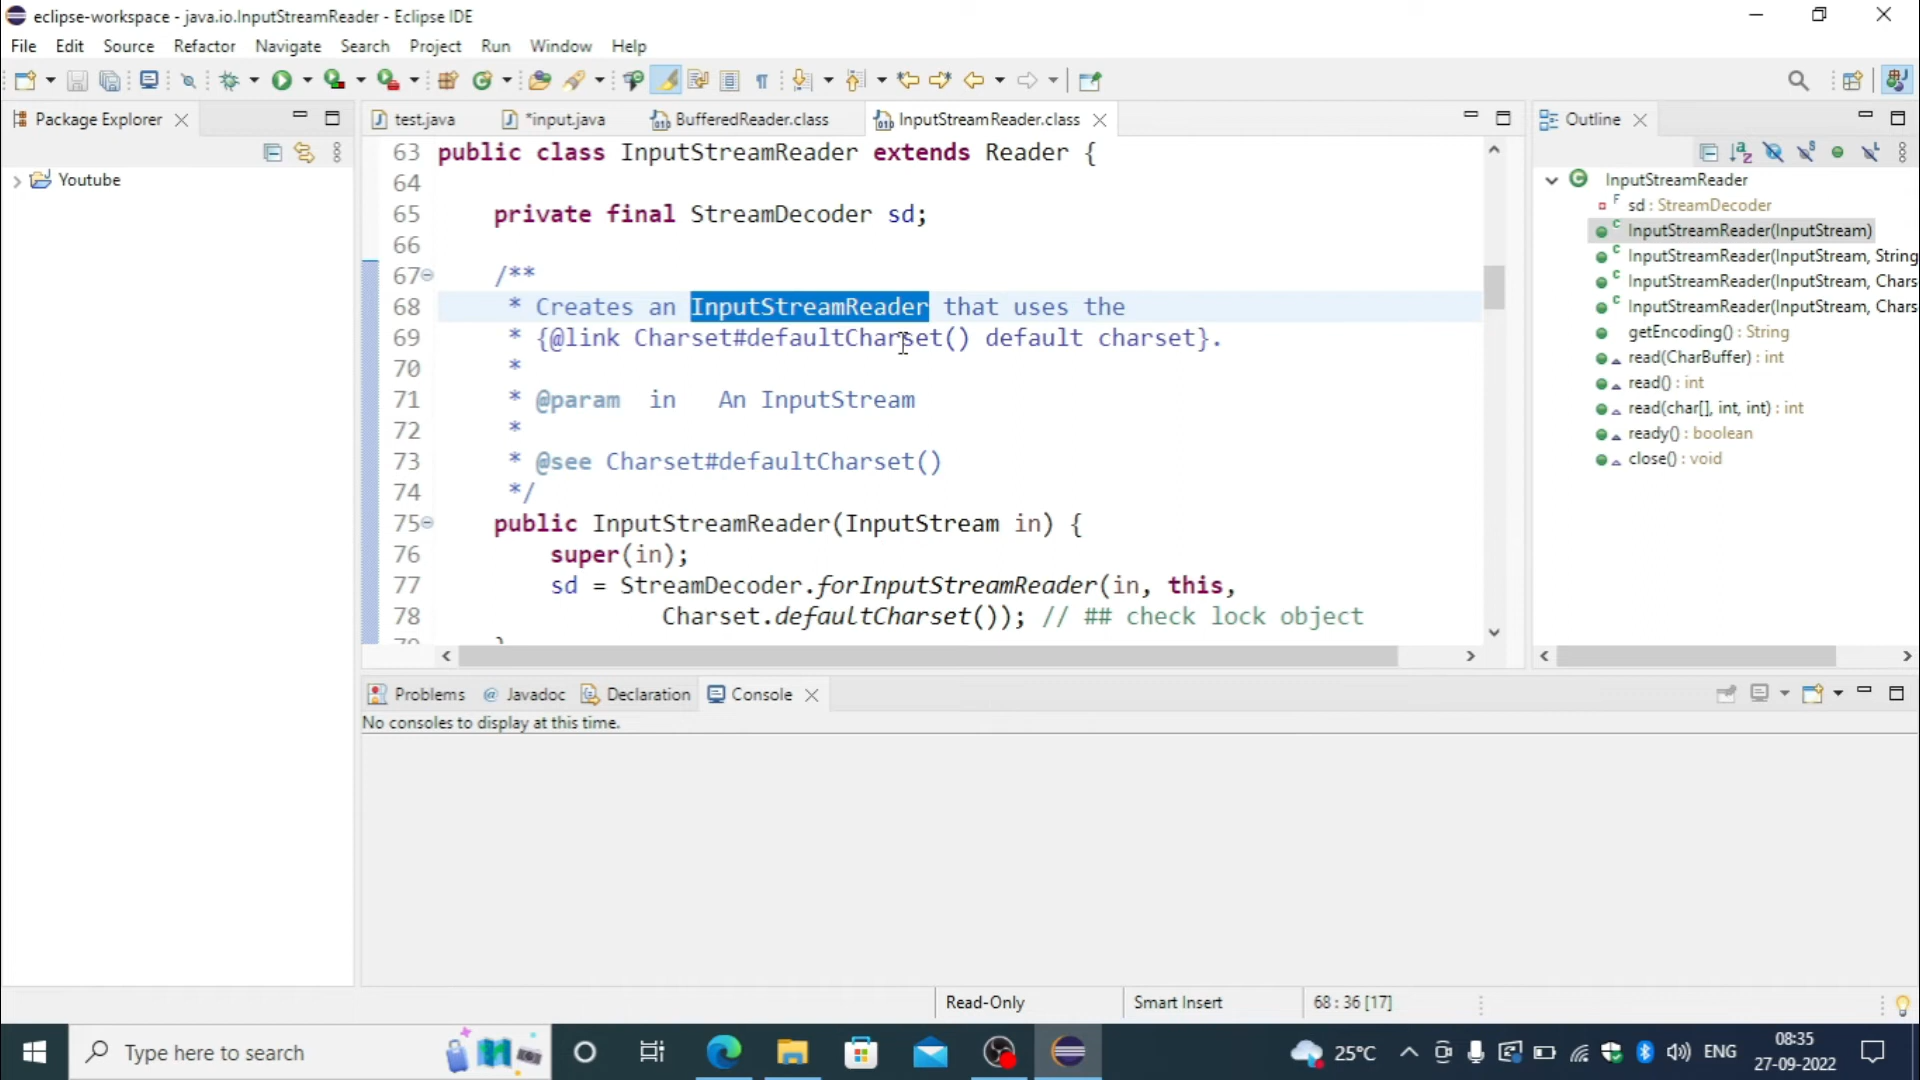 eclipse-workspace - java.io.InputStreamReader - Eclipse IDE
File Edit Source Refactor Navigate Search Project Run Window Help
Package Explorer
Youtube
test.java *input.java BufferedReader.class InputStreamReader.class
63 public class InputStreamReader extends Reader {
64
65 private final StreamDecoder sd;
66
67 /**
68 * Creates an InputStreamReader that uses the
69 * {@link Charset#defaultCharset() default charset}.
70 *
71 * @param in An InputStream
72 *
73 * @see Charset#defaultCharset()
74 */
75 public InputStreamReader(InputStream in) {
76 super(in);
77 sd = StreamDecoder.forInputStreamReader(in, this,
78 Charset.defaultCharset()); // ## check lock object
Outline
InputStreamReader
sd : StreamDecoder
InputStreamReader(InputStream)
InputStreamReader(InputStream, String
InputStreamReader(InputStream, Chars
InputStreamReader(InputStream, Chars
getEncoding() : String
read(CharBuffer) : int
read() : int
read(char[], int, int) : int
ready() : boolean
close() : void
Problems @ Javadoc Declaration Console
No consoles to display at this time.
Read-Only Smart Insert 68 : 36 [17]
Type here to search
25°C ENG
08:35
27-09-2022